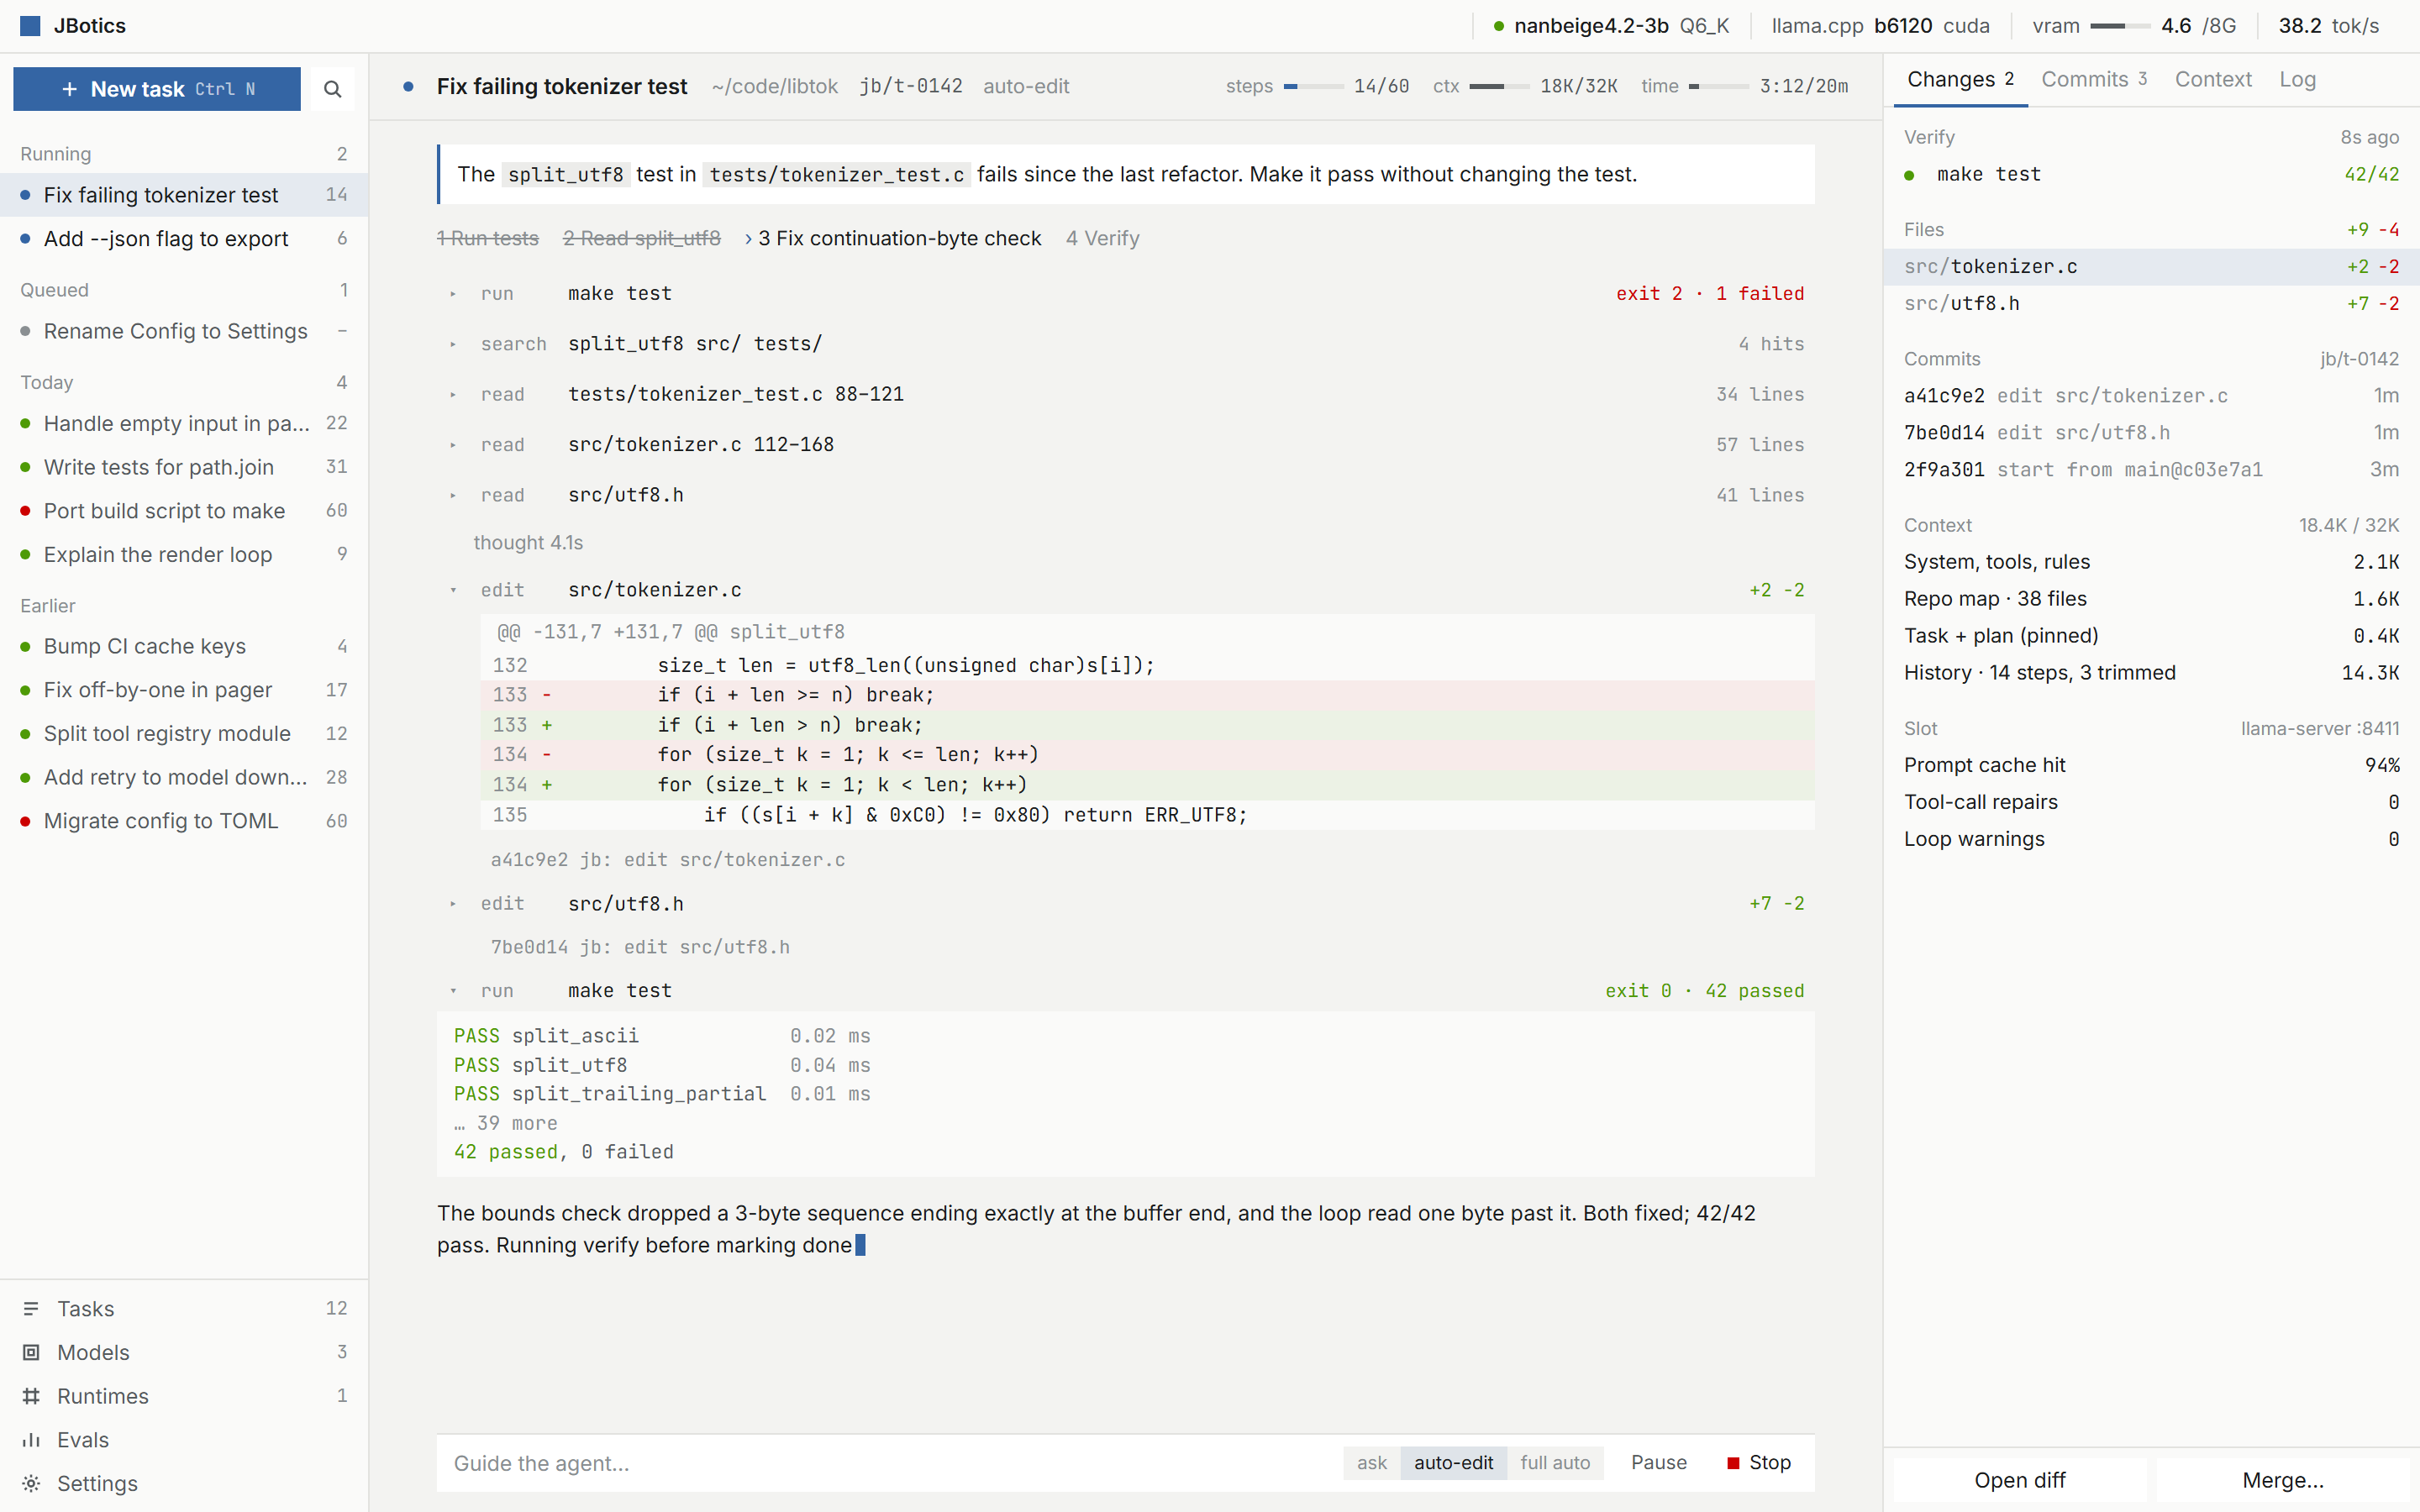 JBotics
nanbeige4.2-3b Q6_K
llama.cpp b6120 cuda
vram 4.6 /8G
38.2 tok/s
+ New task Ctrl N
Running 2
Fix failing tokenizer test 14
Add --json flag to export 6
Queued 1
Rename Config to Settings –
Today 4
Handle empty input in pa… 22
Write tests for path.join 31
Port build script to make 60
Explain the render loop 9
Earlier
Bump CI cache keys 4
Fix off-by-one in pager 17
Split tool registry module 12
Add retry to model down… 28
Migrate config to TOML 60
Tasks 12
Models 3
Runtimes 1
Evals
Settings
Fix failing tokenizer test ~/code/libtok jb/t-0142 auto-edit steps 14/60 ctx 18K/32K time 3:12/20m
The split_utf8 test in tests/tokenizer_test.c fails since the last refactor. Make it pass without changing the test.
1 Run tests 2 Read split_utf8 › 3 Fix continuation-byte check 4 Verify
▸ run make test exit 2 · 1 failed
▸ search split_utf8 src/ tests/ 4 hits
▸ read tests/tokenizer_test.c 88–121 34 lines
▸ read src/tokenizer.c 112–168 57 lines
▸ read src/utf8.h 41 lines
thought 4.1s
▾ edit src/tokenizer.c +2 -2
@@ -131,7 +131,7 @@ split_utf8
132 size_t len = utf8_len((unsigned char)s[i]);
133 - if (i + len >= n) break;
133 + if (i + len > n) break;
134 - for (size_t k = 1; k <= len; k++)
134 + for (size_t k = 1; k < len; k++)
135 if ((s[i + k] & 0xC0) != 0x80) return ERR_UTF8;
a41c9e2 jb: edit src/tokenizer.c
▸ edit src/utf8.h +7 -2
7be0d14 jb: edit src/utf8.h
▾ run make test exit 0 · 42 passed
PASS split_ascii 0.02 ms
PASS split_utf8 0.04 ms
PASS split_trailing_partial 0.01 ms
… 39 more
42 passed, 0 failed
The bounds check dropped a 3-byte sequence ending exactly at the buffer end, and the loop read one byte past it. Both fixed; 42/42
pass. Running verify before marking done
Guide the agent… ask auto-edit full auto Pause Stop
Changes 2 Commits 3 Context Log
Verify 8s ago
make test 42/42
Files +9 -4
src/tokenizer.c +2 -2
src/utf8.h +7 -2
Commits jb/t-0142
a41c9e2 edit src/tokenizer.c 1m
7be0d14 edit src/utf8.h 1m
2f9a301 start from main@c03e7a1 3m
Context 18.4K / 32K
System, tools, rules 2.1K
Repo map · 38 files 1.6K
Task + plan (pinned) 0.4K
History · 14 steps, 3 trimmed 14.3K
Slot llama-server :8411
Prompt cache hit 94%
Tool-call repairs 0
Loop warnings 0
Open diff Merge…